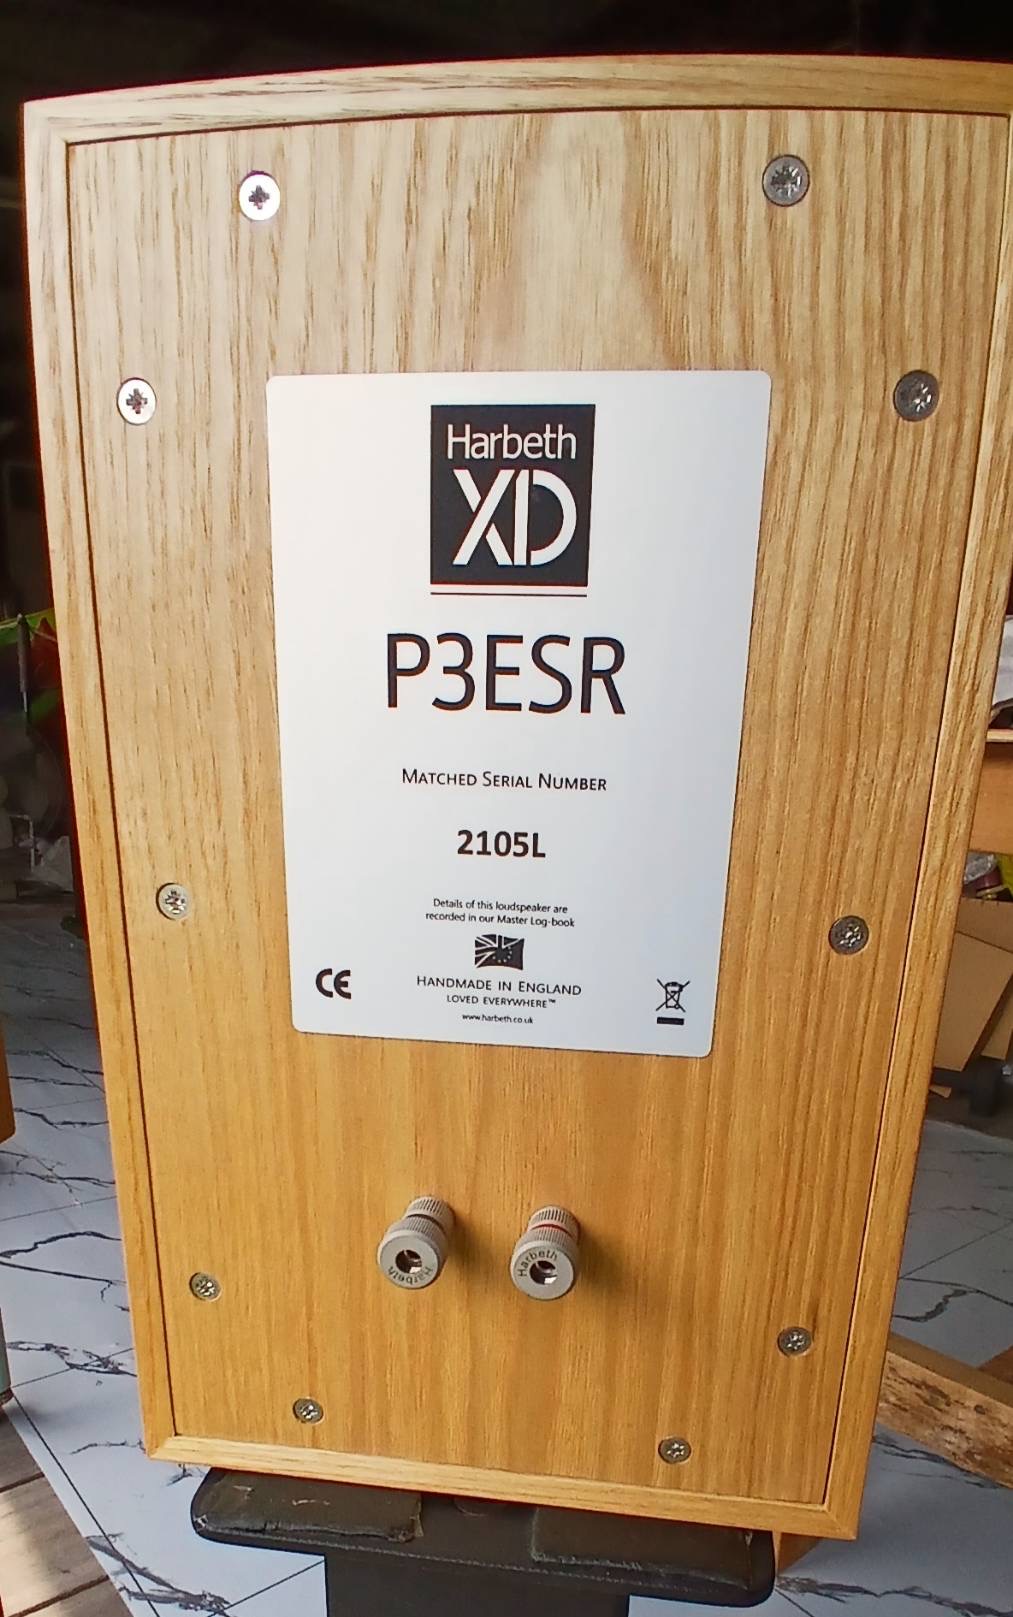 Harbeth
XD
P3ESR
Matched Serial Number
2105L
Details of this loudspeaker are
recorded in our Master Log-book
CE
Handmade in England
loved everywhere™
www.harbeth.co.uk
Harbeth
Harbeth